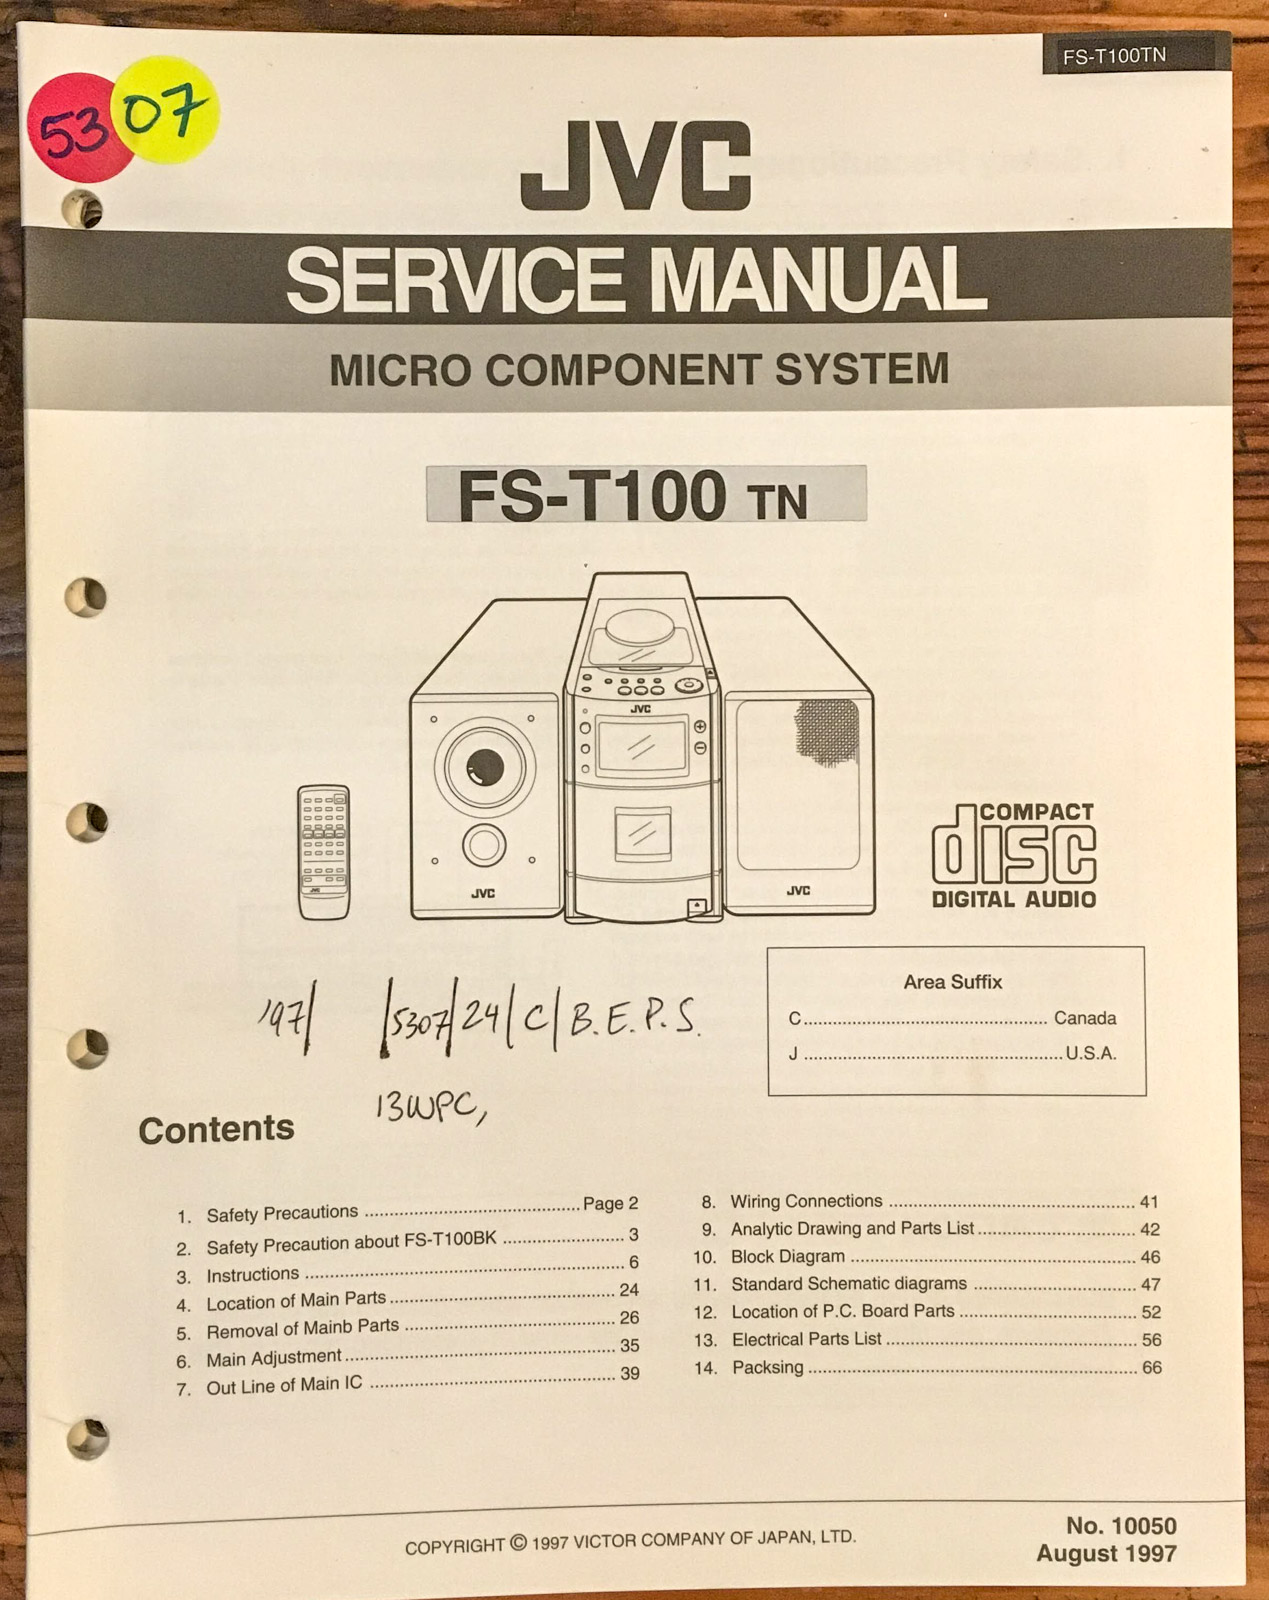 FS-T100TN
53 07
JVC
SERVICE MANUAL
MICRO COMPONENT SYSTEM
FS-T100 TN
JVC
JVC
JVC
JVC
COMPACT
disc
DIGITAL AUDIO
Area Suffix
C ................................................ Canada
J .................................................... U.S.A.
'97/ /5307/24/C/B.E.P.S.
13WPC,
Contents
1. Safety Precautions ........................................... Page 2
2. Safety Precaution about FS-T100BK ........................ 3
3. Instructions ................................................................ 6
4. Location of Main Parts ............................................. 24
5. Removal of Mainb Parts .......................................... 26
6. Main Adjustment ...................................................... 35
7. Out Line of Main IC ................................................. 39
8. Wiring Connections ................................................. 41
9. Analytic Drawing and Parts List ................................ 42
10. Block Diagram ......................................................... 46
11. Standard Schematic diagrams ................................ 47
12. Location of P.C. Board Parts ................................... 52
13. Electrical Parts List .................................................. 56
14. Packsing .................................................................. 66
COPYRIGHT © 1997 VICTOR COMPANY OF JAPAN, LTD.
No. 10050
August 1997